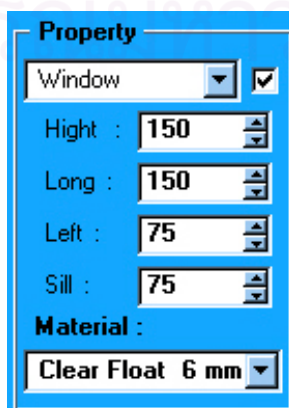 Property
Window
Hight : 150
Long : 150
Left : 75
Sill : 75
Material :
Clear Float 6 mm